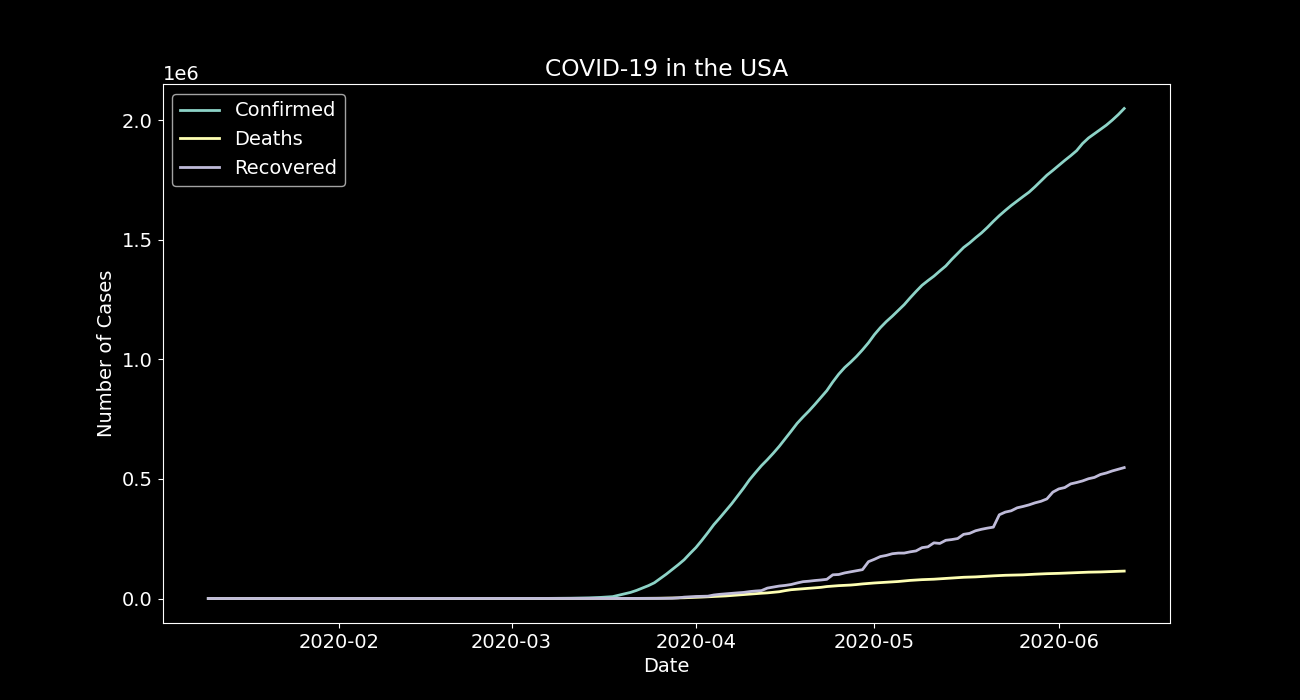 COVID-19 in the USA
1e6
Confirmed
Deaths
Recovered
2.0
1.5
1.0
0.5
0.0
Number of Cases
2020-02 2020-03 2020-04 2020-05 2020-06
Date